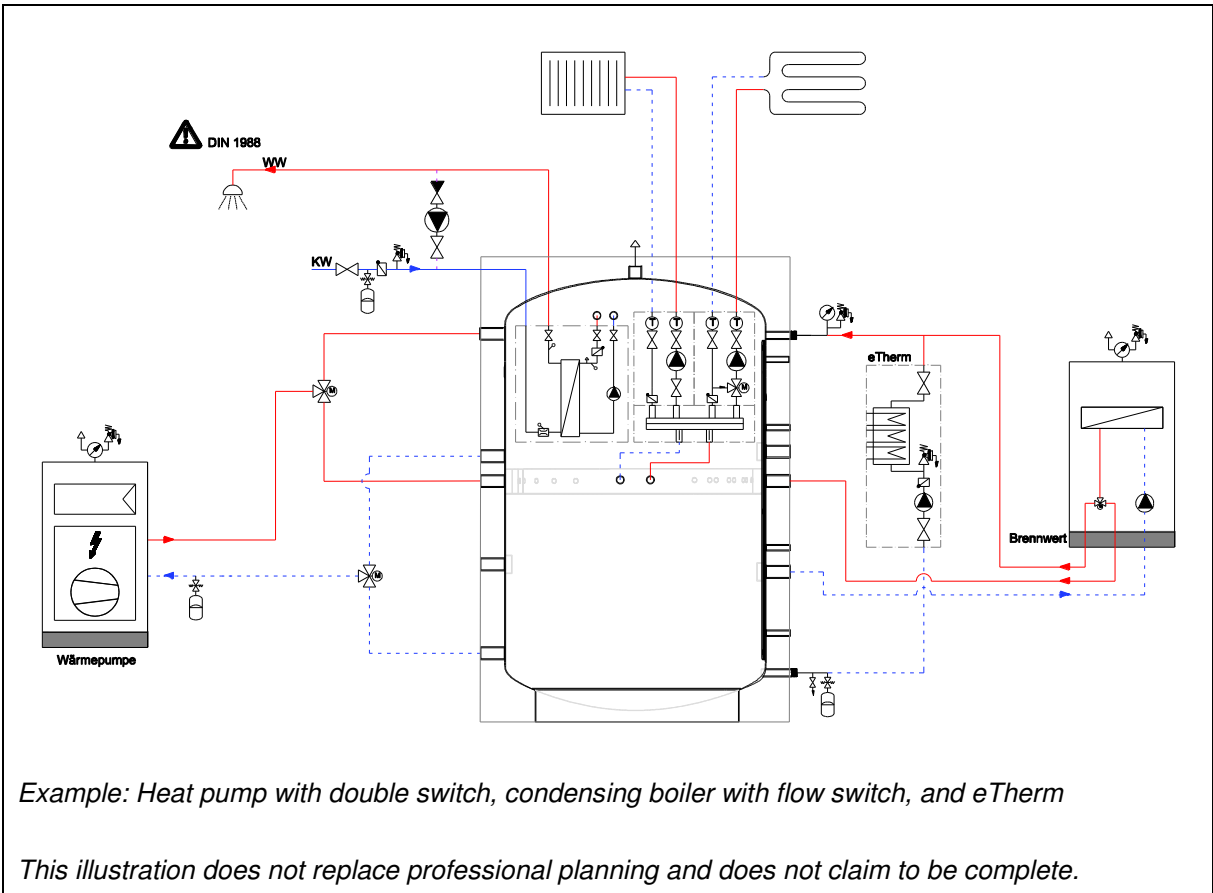 DIN 1988
WW
KW
M
T
T
T
T
M
eTherm
M
Brennwert
Wärmepumpe
Example: Heat pump with double switch, condensing boiler with flow switch, and eTherm
This illustration does not replace professional planning and does not claim to be complete.